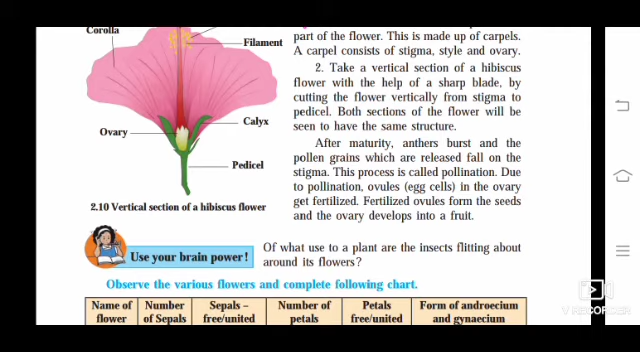 Corolla
Filament
Calyx
Ovary
Pedicel
2.10 Vertical section of a hibiscus flower
part of the flower. This is made up of carpels.
A carpel consists of stigma, style and ovary.
2. Take a vertical section of a hibiscus
flower with the help of a sharp blade, by
cutting the flower vertically from stigma to
pedicel. Both sections of the flower will be
seen to have the same structure.
After maturity, anthers burst and the
pollen grains which are released fall on the
stigma. This process is called pollination. Due
to pollination, ovules (egg cells) in the ovary
get fertilized. Fertilized ovules form the seeds
and the ovary develops into a fruit.
Use your brain power!
Of what use to a plant are the insects flitting about
around its flowers?
Observe the various flowers and complete following chart.
Name of
flower
Number
of Sepals
Sepals –
free/united
Number of
petals
Petals
free/united
Form of androecium
and gynaecium
V RECORDER